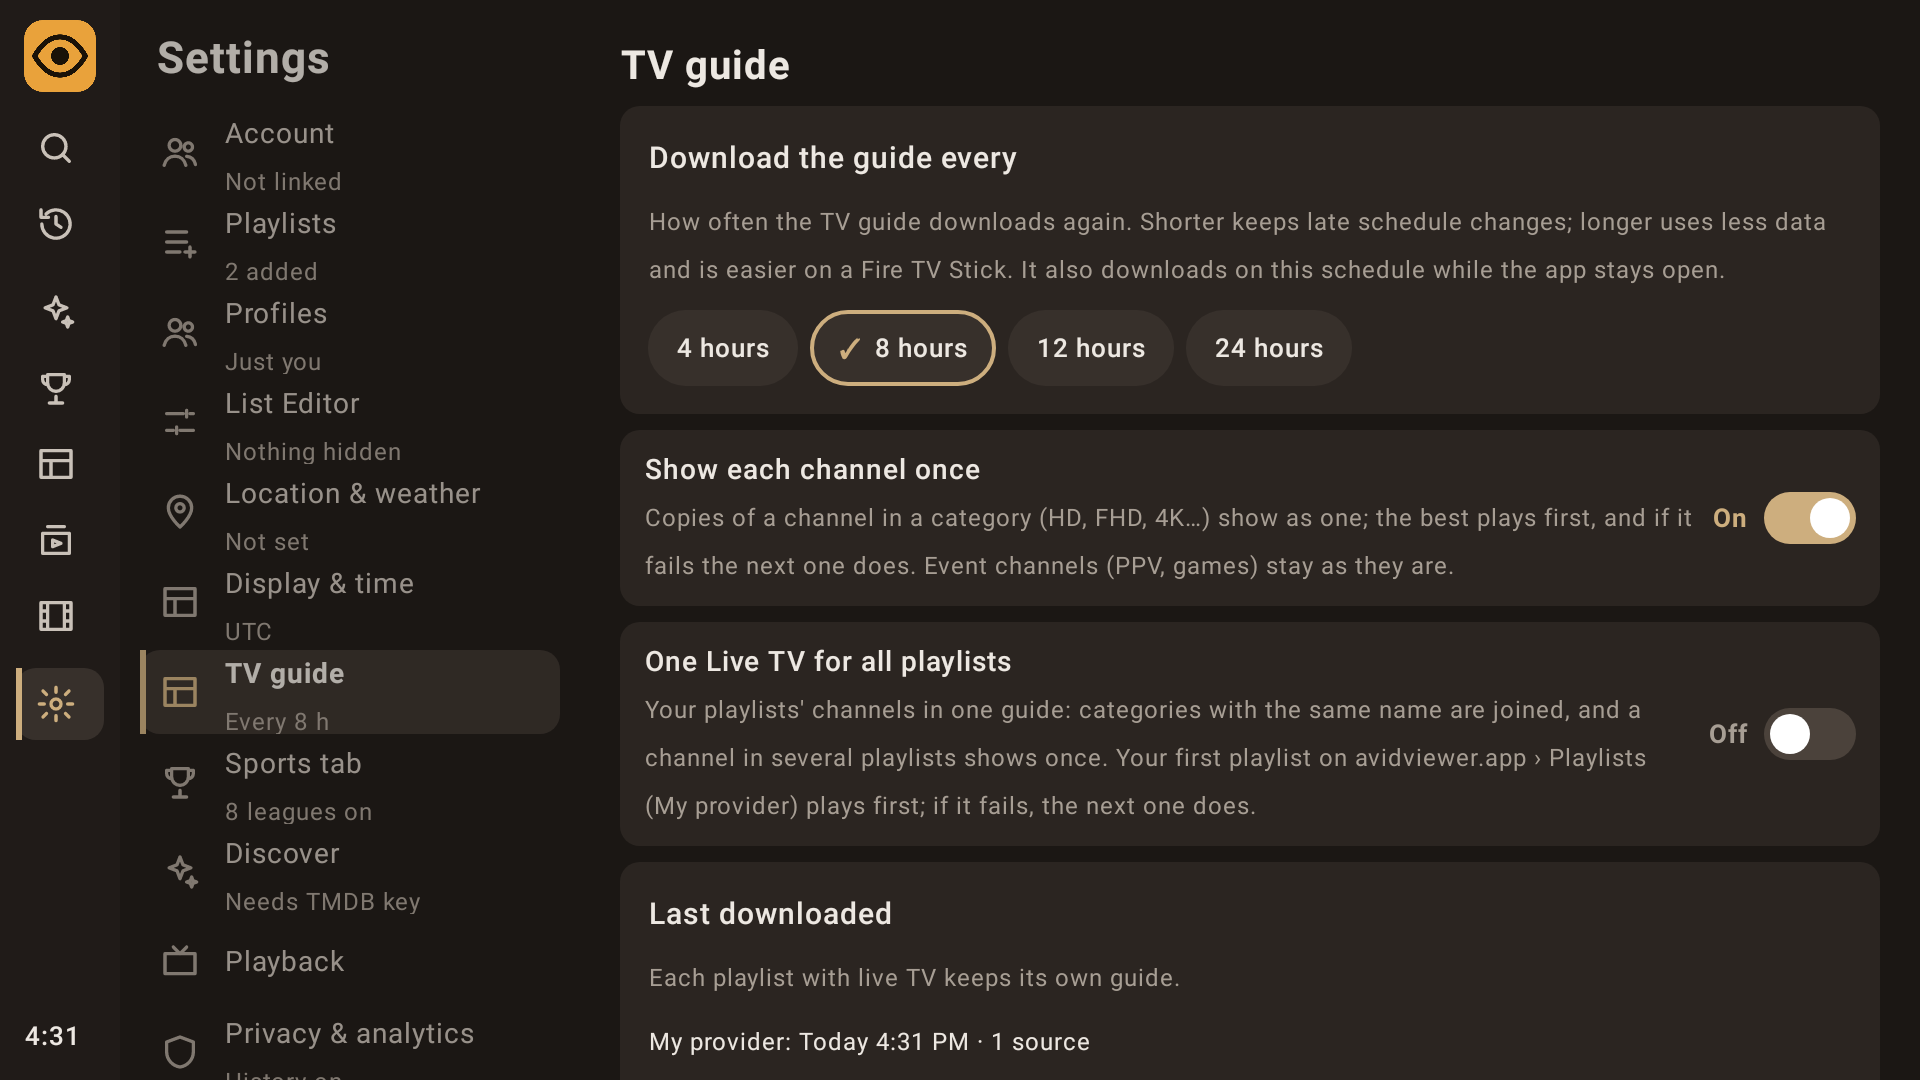 Settings
Account
Not linked
Playlists
2 added
Profiles
Just you
List Editor
Nothing hidden
Location & weather
Not set
Display & time
UTC
TV guide
Every 8 h
Sports tab
8 leagues on
Discover
Needs TMDB key
Playback
Privacy & analytics
History on
4:31
TV guide
Download the guide every
How often the TV guide downloads again. Shorter keeps late schedule changes; longer uses less data
and is easier on a Fire TV Stick. It also downloads on this schedule while the app stays open.
4 hours
✓ 8 hours
12 hours
24 hours
Show each channel once
Copies of a channel in a category (HD, FHD, 4K…) show as one; the best plays first, and if it
fails the next one does. Event channels (PPV, games) stay as they are.
On
One Live TV for all playlists
Your playlists' channels in one guide: categories with the same name are joined, and a
channel in several playlists shows once. Your first playlist on avidviewer.app › Playlists
(My provider) plays first; if it fails, the next one does.
Off
Last downloaded
Each playlist with live TV keeps its own guide.
My provider: Today 4:31 PM · 1 source